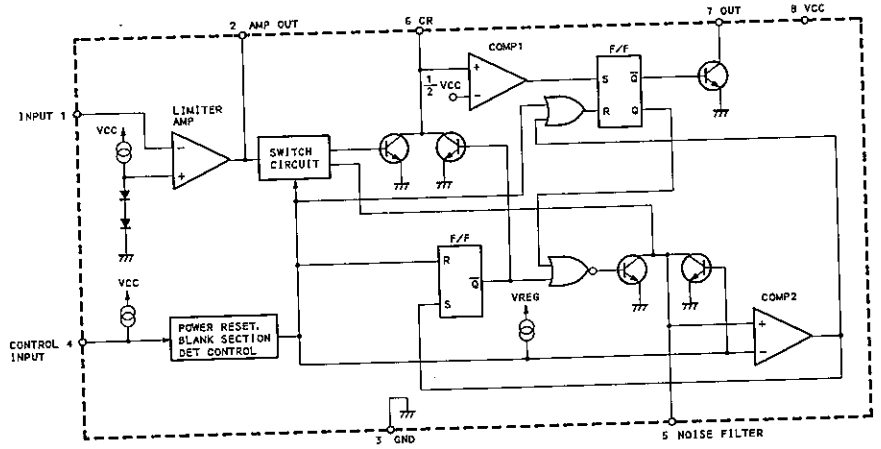 2 AMP OUT
6 CR
7 OUT
8 VCC
COMP1
F/F
+
−
1/2 VCC
S
Q̅
R
Q
INPUT 1
LIMITER
AMP
VCC
−
+
SWITCH
CIRCUIT
F/F
R
Q̅
S
VCC
VREG
COMP2
+
−
CONTROL 4
INPUT
POWER RESET.
BLANK SECTION
DET CONTROL
3 GND
5 NOISE FILTER